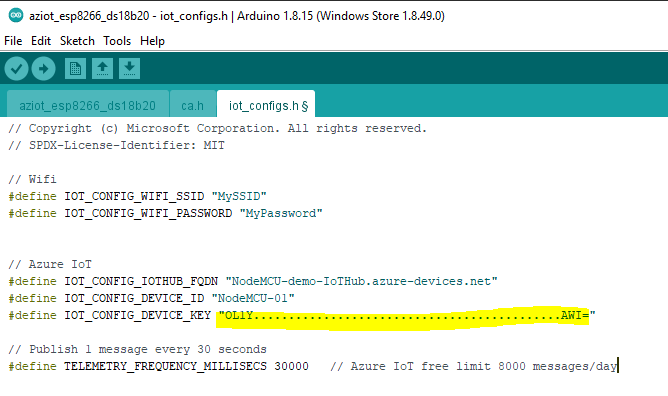 aziot_esp8266_ds18b20 - iot_configs.h | Arduino 1.8.15 (Windows Store 1.8.49.0)
File Edit Sketch Tools Help
aziot_esp8266_ds18b20 ca.h iot_configs.h §
// Copyright (c) Microsoft Corporation. All rights reserved.
// SPDX-License-Identifier: MIT
// Wifi
#define IOT_CONFIG_WIFI_SSID "MySSID"
#define IOT_CONFIG_WIFI_PASSWORD "MyPassword"
// Azure IoT
#define IOT_CONFIG_IOTHUB_FQDN "NodeMCU-demo-IoTHub.azure-devices.net"
#define IOT_CONFIG_DEVICE_ID "NodeMCU-01"
#define IOT_CONFIG_DEVICE_KEY "OL1Y............................................AWI="
// Publish 1 message every 30 seconds
#define TELEMETRY_FREQUENCY_MILLISECS 30000 // Azure IoT free limit 8000 messages/day